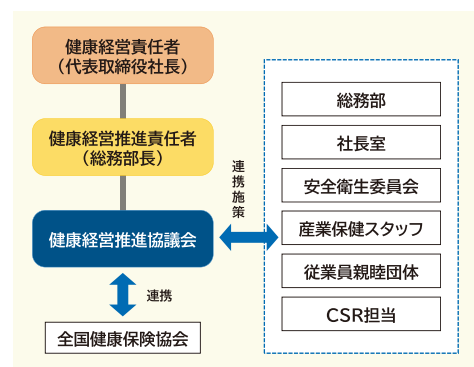 健康経営責任者
（代表取締役社長）
健康経営推進責任者
（総務部長）
健康経営推進協議会
連携
全国健康保険協会
連携施策
総務部
社長室
安全衛生委員会
産業保健スタッフ
従業員親睦団体
CSR担当